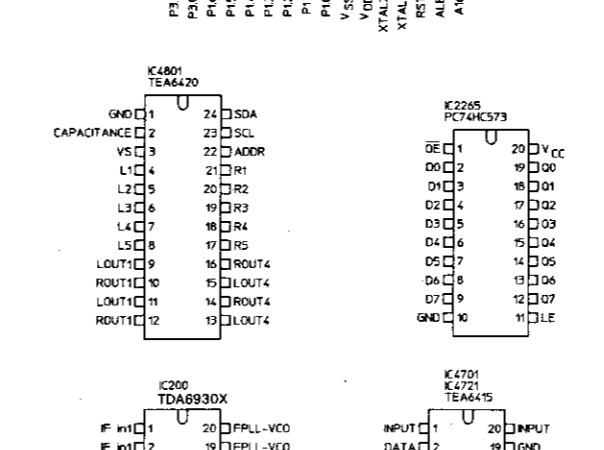 IC4801
TEA6420
GND 1 24 SDA
CAPACITANCE 2 23 SCL
VS 3 22 ADDR
L1 4 21 R1
L2 5 20 R2
L3 6 19 R3
L4 7 18 R4
L5 8 17 R5
LOUT1 9 16 ROUT4
ROUT1 10 15 LOUT4
LOUT1 11 14 ROUT4
ROUT1 12 13 LOUT4
IC2265
PC74HC573
OE 1 20 VCC
D0 2 19 Q0
D1 3 18 Q1
D2 4 17 Q2
D3 5 16 Q3
D4 6 15 Q4
D5 7 14 Q5
D6 8 13 Q6
D7 9 12 Q7
GND 10 11 LE
IC200
TDA6930X
IF in1 1 20 FPLL-VCO
IF in1 2 19 FPLL-VCO
IC4701
IC4721
TEA6415
INPUT 1 20 INPUT
DATA 2 19 GND